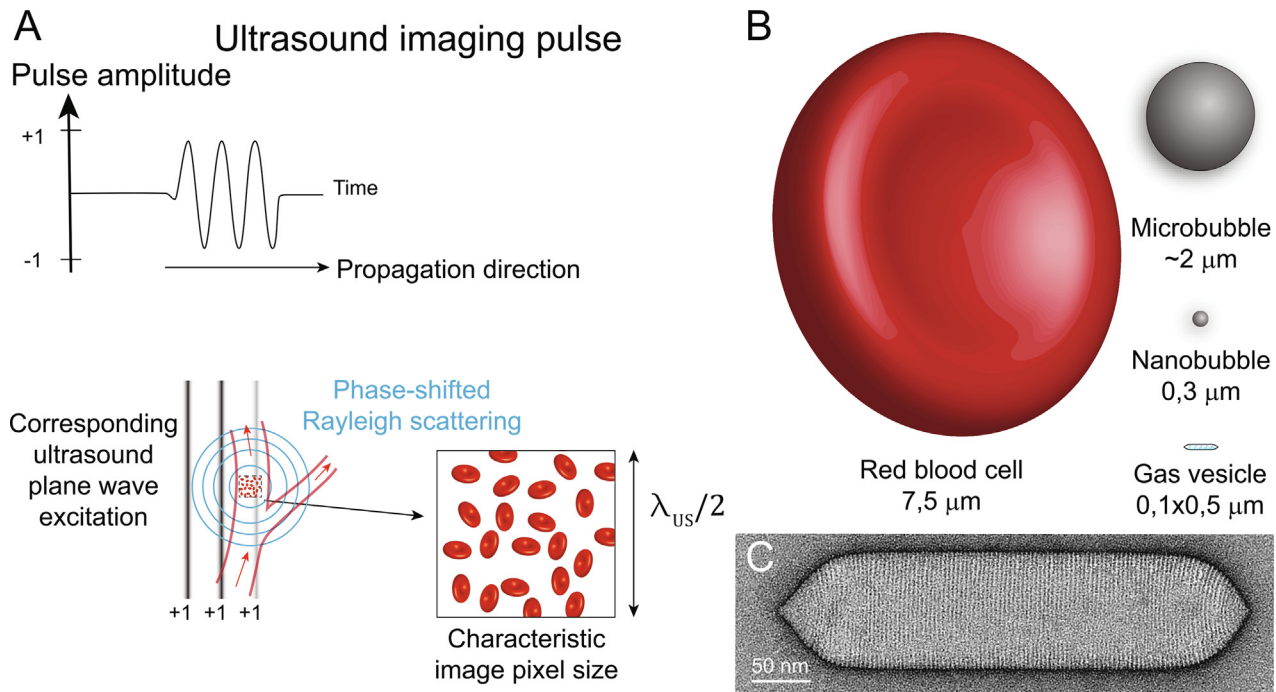 A
Ultrasound imaging pulse
Pulse amplitude
+1
Time
-1
Propagation direction
Corresponding
ultrasound
plane wave
excitation
Phase-shifted
Rayleigh scattering
+1 +1 +1
λUS/2
Characteristic
image pixel size
B
Red blood cell
7,5 μm
Microbubble
~2 μm
Nanobubble
0,3 μm
Gas vesicle
0,1x0,5 μm
C
50 nm